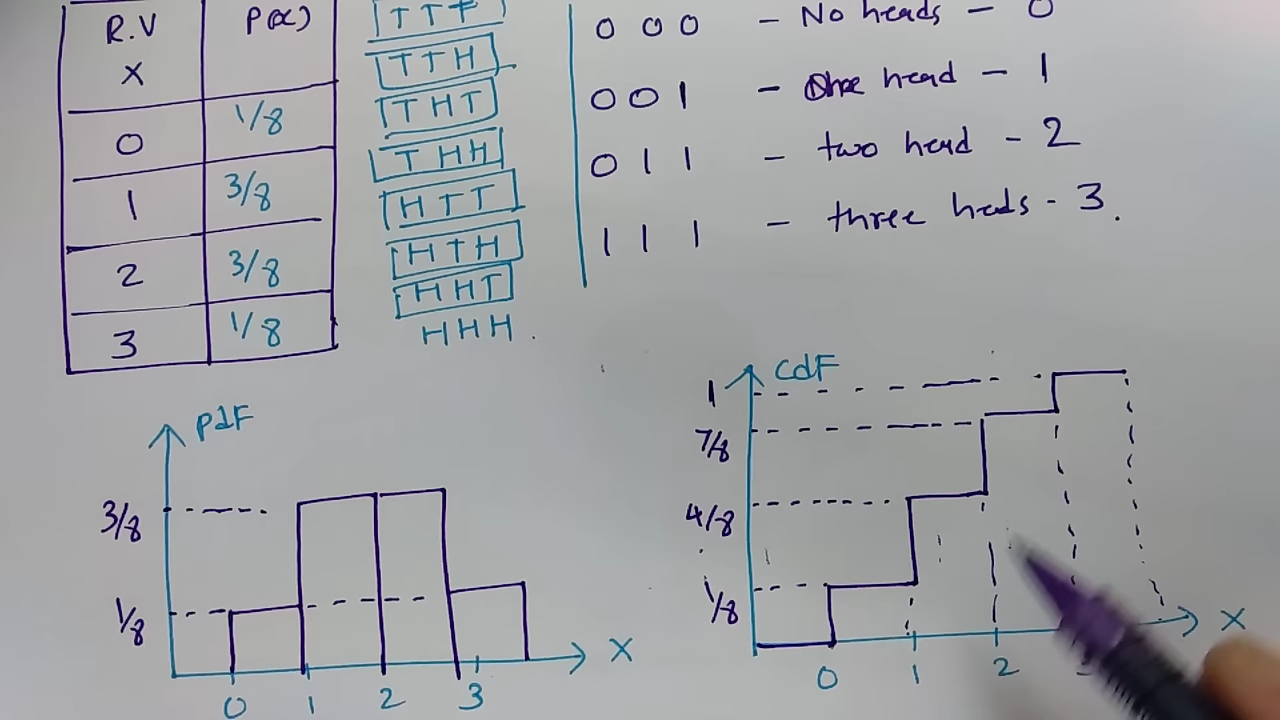 R.V P(x)
X
0 1/8
1 3/8
2 3/8
3 1/8
TTT
TTH
THT
THH
HTT
HTH
HHT
HHH.
0 0 0 - No heads - 0
0 0 1 - One head - 1
0 1 1 - two head - 2
1 1 1 - three heds - 3.
pdF
3/8
1/8
0 1 2 3 X
CdF
1
7/8
4/8
1/8
0 1 2 X